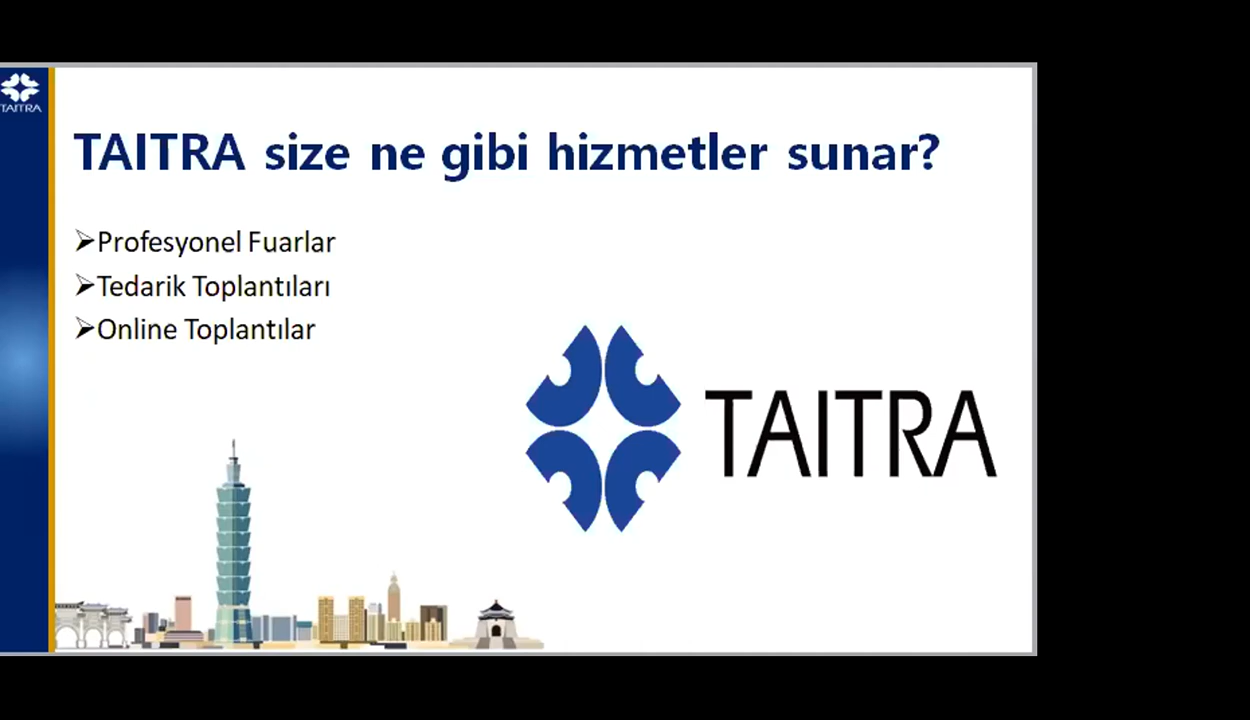 TAITRA
TAITRA size ne gibi hizmetler sunar?
➢Profesyonel Fuarlar
➢Tedarik Toplantıları
➢Online Toplantılar
TAITRA